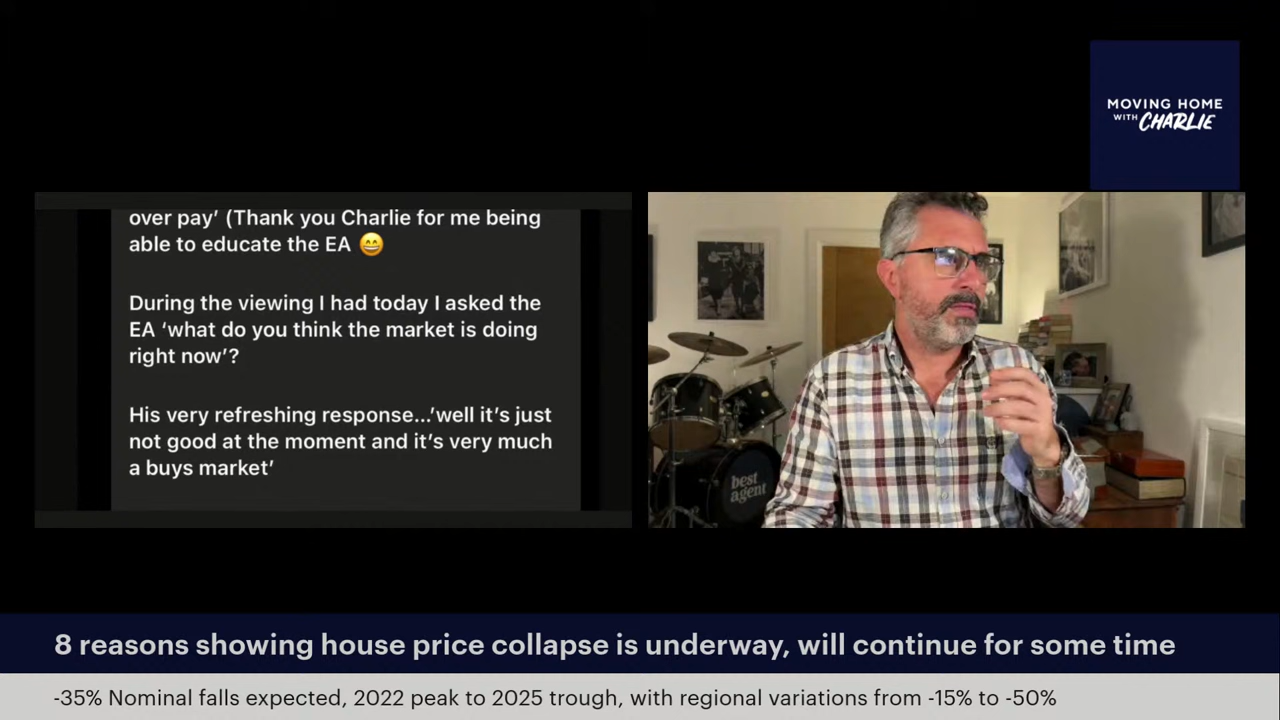 MOVING HOME
WITH CHARLIE
over pay’ (Thank you Charlie for me being
able to educate the EA 😄
During the viewing I had today I asked the
EA ‘what do you think the market is doing
right now’?
His very refreshing response...’well it’s just
not good at the moment and it’s very much
a buys market’
best
agent
8 reasons showing house price collapse is underway, will continue for some time
-35% Nominal falls expected, 2022 peak to 2025 trough, with regional variations from -15% to -50%